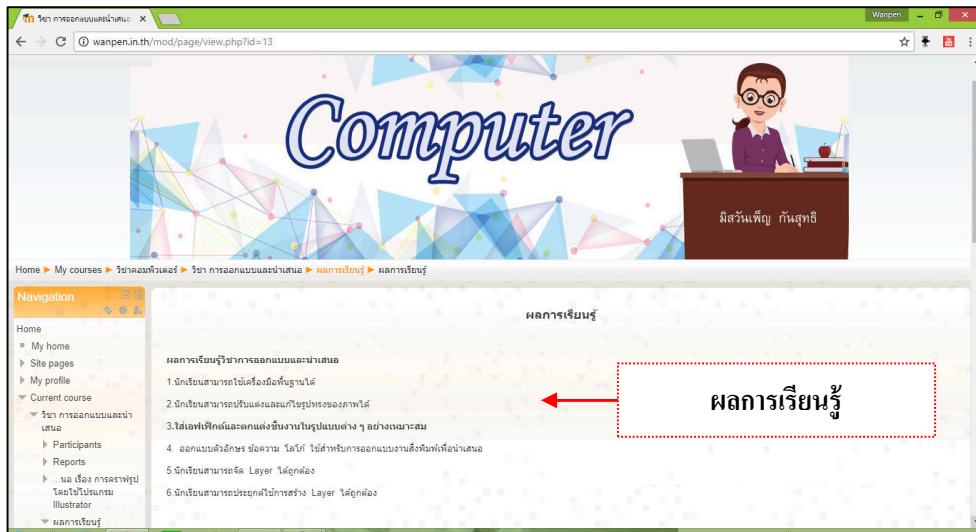 วิชา การออกแบบและนำเสนอ
Wanpen
wanpen.in.th/mod/page/view.php?id=13
Computer
มิสวันเพ็ญ กันสุทธิ
Home ► My courses ► วิชาคอมพิวเตอร์ ► วิชา การออกแบบและนำเสนอ ► ผลการเรียนรู้ ► ผลการเรียนรู้
Navigation
Home
My home
Site pages
My profile
Current course
วิชา การออกแบบและนำ
เสนอ
Participants
Reports
...นอ เรื่อง การดราฟรูป
โดยใช้โปรแกรม
Illustrator
ผลการเรียนรู้
ผลการเรียนรู้
ผลการเรียนรู้วิชาการออกแบบและนำเสนอ
1.นักเรียนสามารถใช้เครื่องมือพื้นฐานได้
2.นักเรียนสามารถปรับแต่งและแก้ไขรูปทรงของภาพได้
3.ใส่เอฟเฟ็กต์และตกแต่งชิ้นงานในรูปแบบต่าง ๆ อย่างเหมาะสม
4. ออกแบบตัวอักษร ข้อความ โลโก้ ใช้สำหรับการออกแบบงานสิ่งพิมพ์เพื่อนำเสนอ
5.นักเรียนสามารถจัด Layer ได้ถูกต้อง
6.นักเรียนสามารถประยุกต์ใช้การสร้าง Layer ได้ถูกต้อง
ผลการเรียนรู้